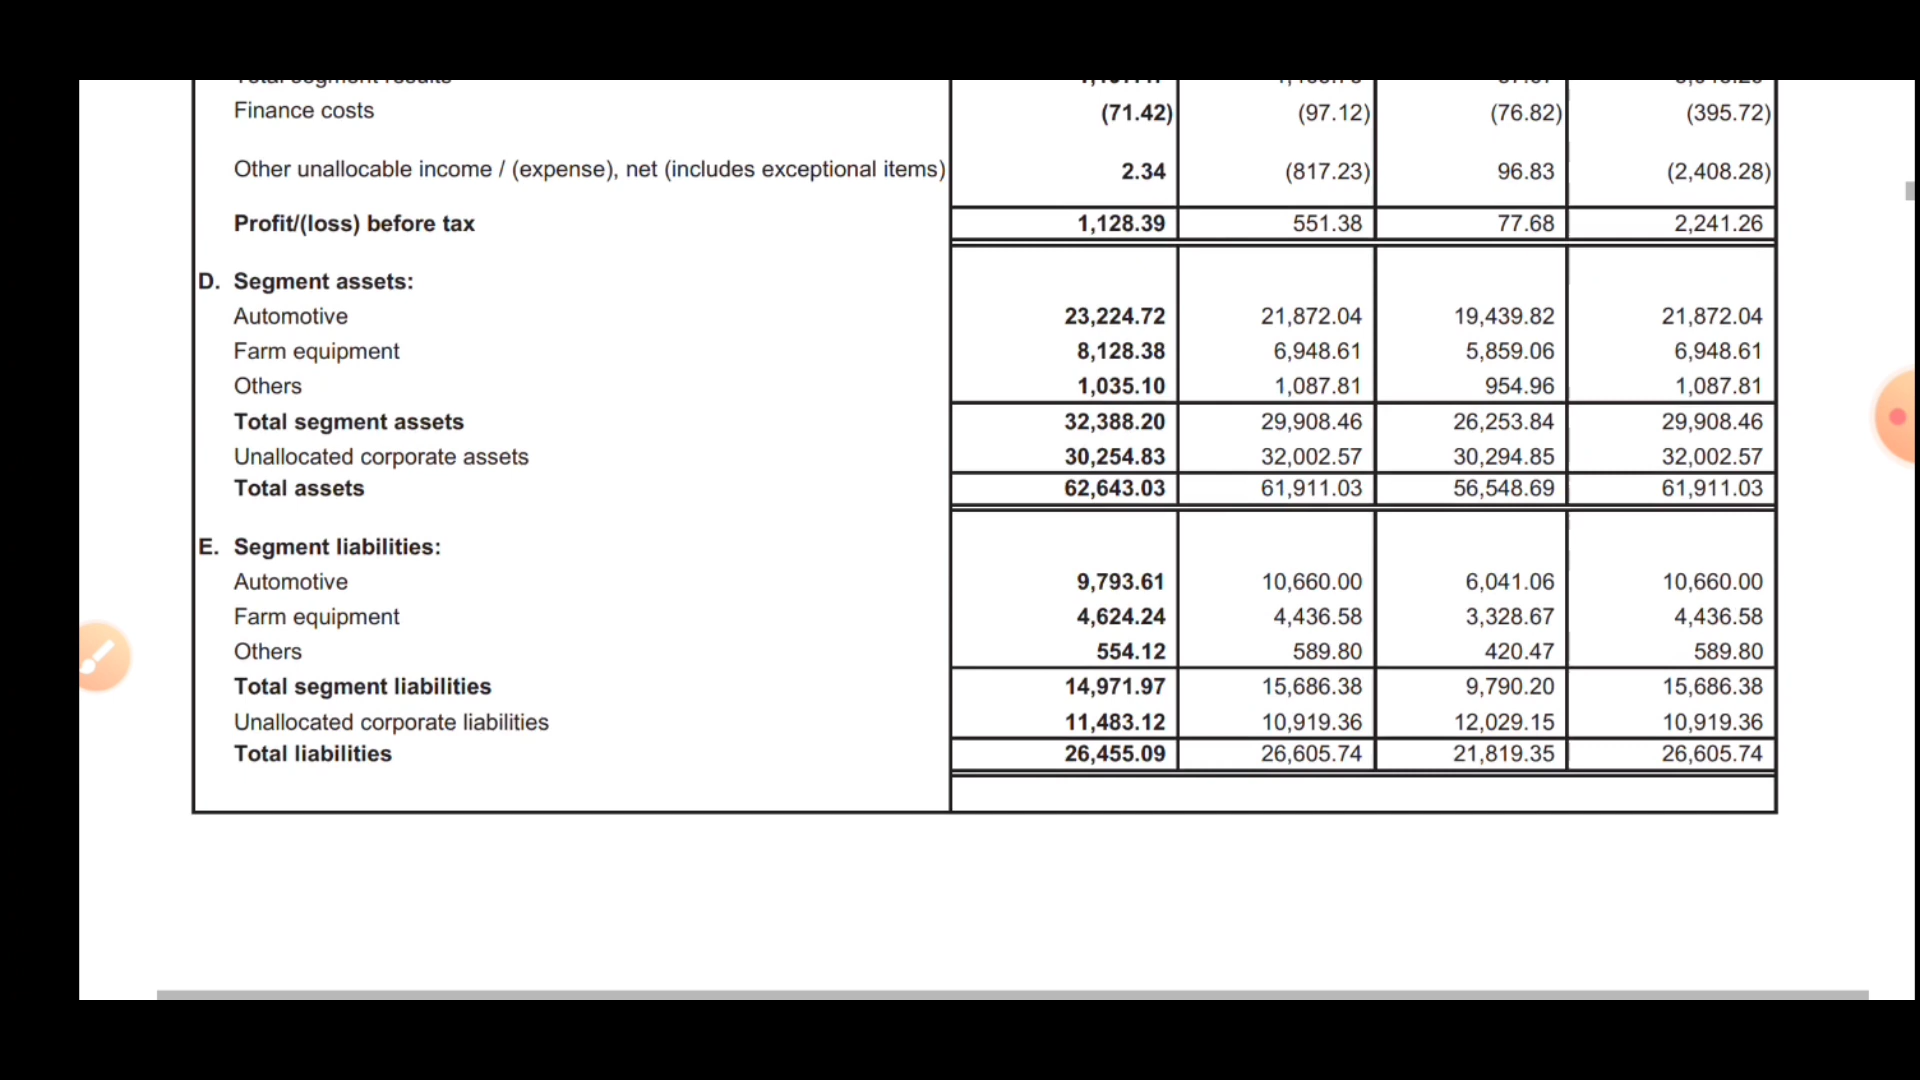 Total segment results
Finance costs (71.42) (97.12) (76.82) (395.72)
Other unallocable income / (expense), net (includes exceptional items) 2.34 (817.23) 96.83 (2,408.28)
Profit/(loss) before tax 1,128.39 551.38 77.68 2,241.26
D. Segment assets:
Automotive 23,224.72 21,872.04 19,439.82 21,872.04
Farm equipment 8,128.38 6,948.61 5,859.06 6,948.61
Others 1,035.10 1,087.81 954.96 1,087.81
Total segment assets 32,388.20 29,908.46 26,253.84 29,908.46
Unallocated corporate assets 30,254.83 32,002.57 30,294.85 32,002.57
Total assets 62,643.03 61,911.03 56,548.69 61,911.03
E. Segment liabilities:
Automotive 9,793.61 10,660.00 6,041.06 10,660.00
Farm equipment 4,624.24 4,436.58 3,328.67 4,436.58
Others 554.12 589.80 420.47 589.80
Total segment liabilities 14,971.97 15,686.38 9,790.20 15,686.38
Unallocated corporate liabilities 11,483.12 10,919.36 12,029.15 10,919.36
Total liabilities 26,455.09 26,605.74 21,819.35 26,605.74